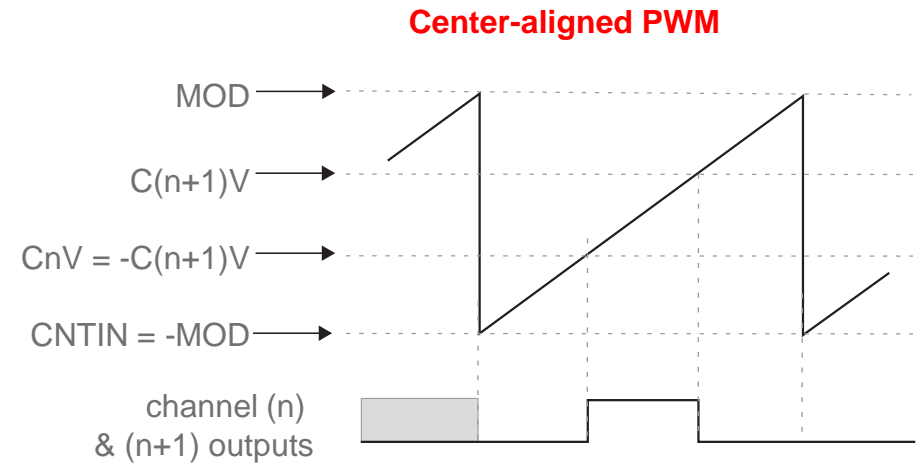 Center-aligned PWM
MOD
C(n+1)V
CnV = -C(n+1)V
CNTIN = -MOD
channel (n)
& (n+1) outputs